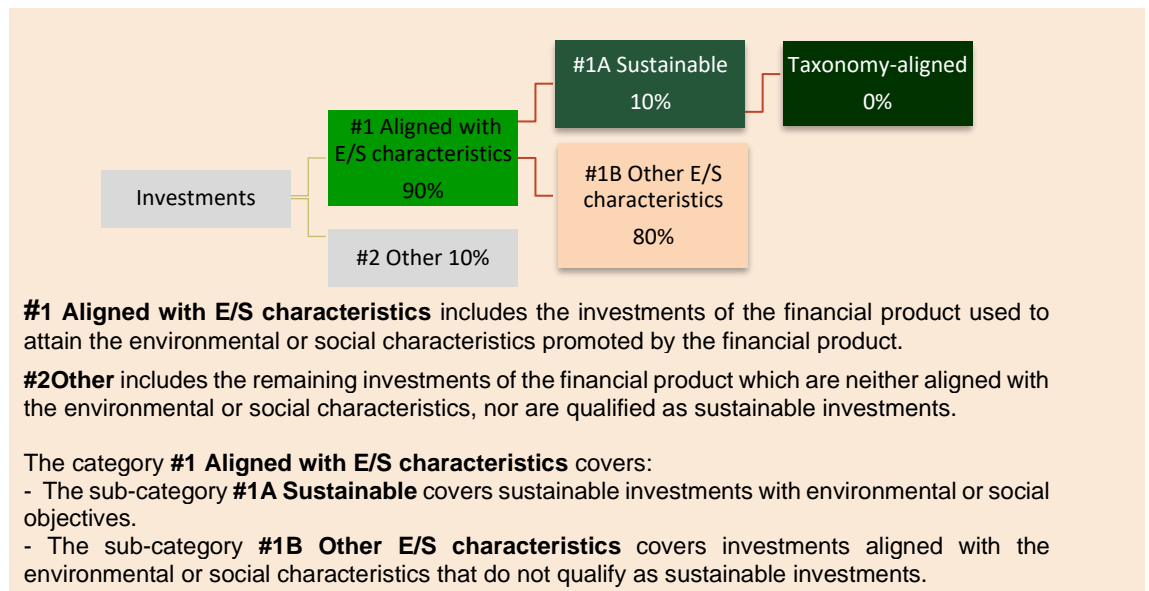 #1A Sustainable
10%
Taxonomy-aligned
0%
#1 Aligned with
E/S characteristics
90%
#1B Other E/S
characteristics
80%
Investments
#2 Other 10%
#1 Aligned with E/S characteristics includes the investments of the financial product used to
attain the environmental or social characteristics promoted by the financial product.
#2Other includes the remaining investments of the financial product which are neither aligned with
the environmental or social characteristics, nor are qualified as sustainable investments.
The category #1 Aligned with E/S characteristics covers:
- The sub-category #1A Sustainable covers sustainable investments with environmental or social
objectives.
- The sub-category #1B Other E/S characteristics covers investments aligned with the
environmental or social characteristics that do not qualify as sustainable investments.